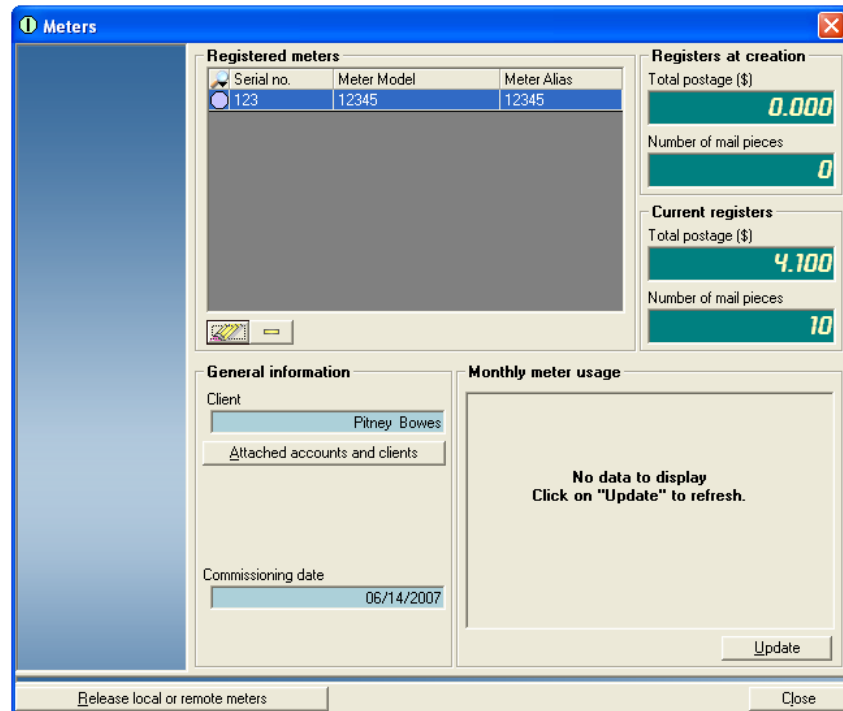 Meters
Registered meters
Serial no. Meter Model Meter Alias
123 12345 12345
Registers at creation
Total postage ($)
0.000
Number of mail pieces
0
Current registers
Total postage ($)
4.100
Number of mail pieces
10
General information
Client
Pitney Bowes
Attached accounts and clients
Commissioning date
06/14/2007
Monthly meter usage
No data to display
Click on "Update" to refresh.
Update
Release local or remote meters
Close